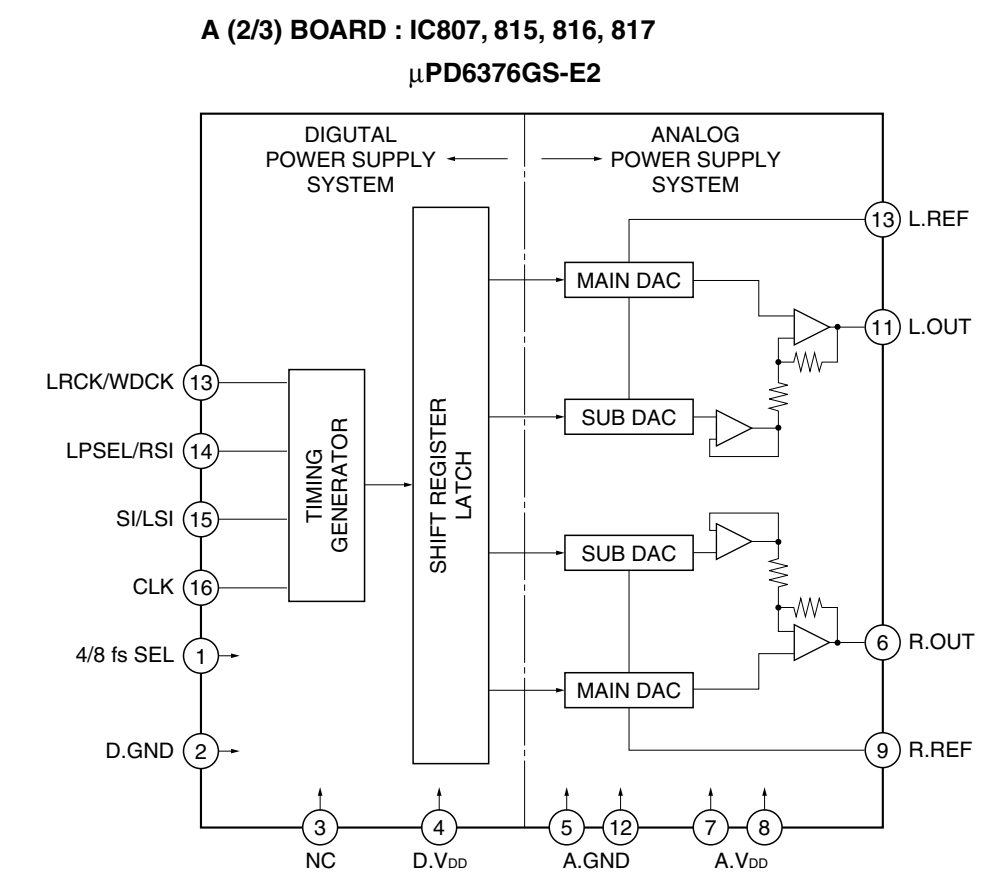 A (2/3) BOARD : IC807, 815, 816, 817
μPD6376GS-E2
DIGUTAL
POWER SUPPLY
SYSTEM
ANALOG
POWER SUPPLY
SYSTEM
13 L.REF
MAIN DAC
11 L.OUT
LRCK/WDCK 13
SUB DAC
LPSEL/RSI 14
TIMING
GENERATOR
SHIFT REGISTER
LATCH
SI/LSI 15
SUB DAC
CLK 16
4/8 fs SEL 1
6 R.OUT
MAIN DAC
D.GND 2
9 R.REF
3 4 5 12 7 8
NC D.VDD A.GND A.VDD